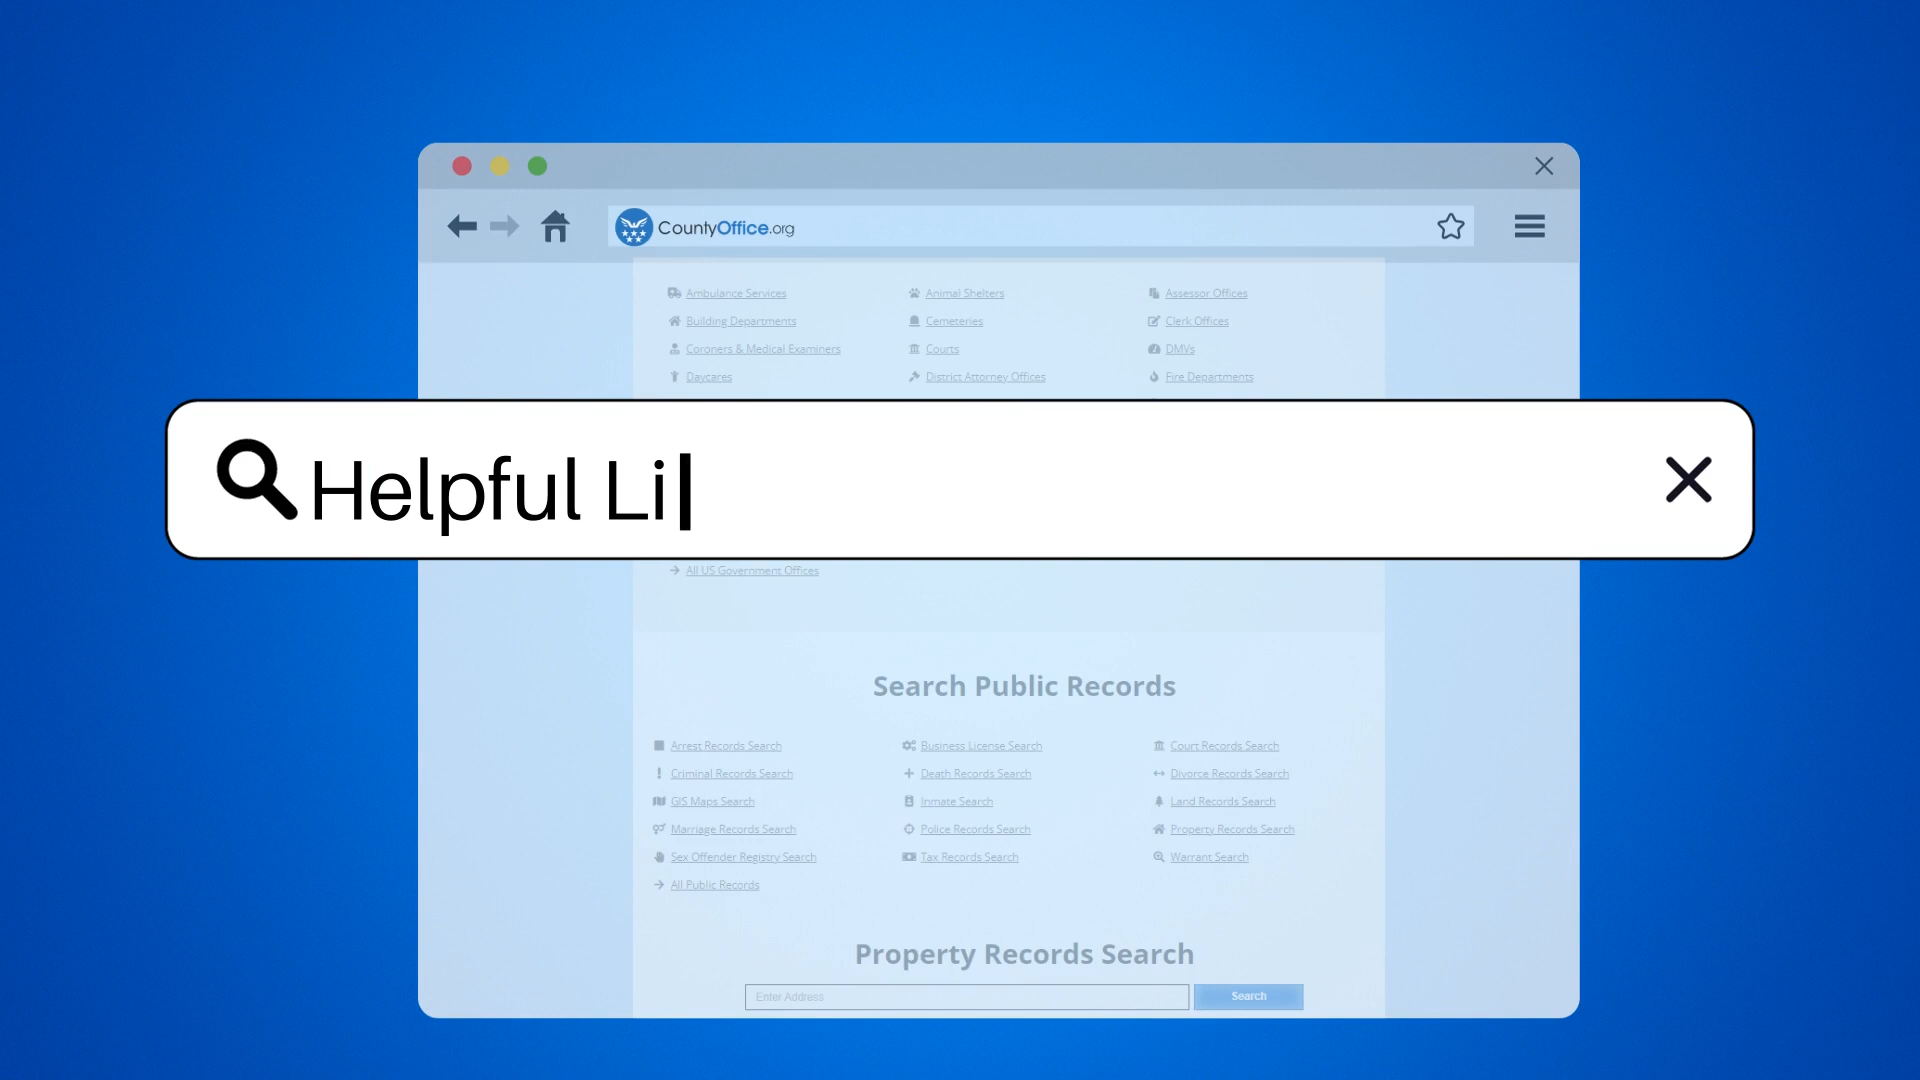 CountyOffice.org
Ambulance Services Animal Shelters Assessor Offices
Building Departments Cemeteries Clerk Offices
Coroners & Medical Examiners Courts DMVs
Daycares District Attorney Offices Fire Departments
Helpful Li
All US Government Offices
Search Public Records
Arrest Records Search Business License Search Court Records Search
Criminal Records Search Death Records Search Divorce Records Search
GIS Maps Search Inmate Search Land Records Search
Marriage Records Search Police Records Search Property Records Search
Sex Offender Registry Search Tax Records Search Warrant Search
All Public Records
Property Records Search
Enter Address Search